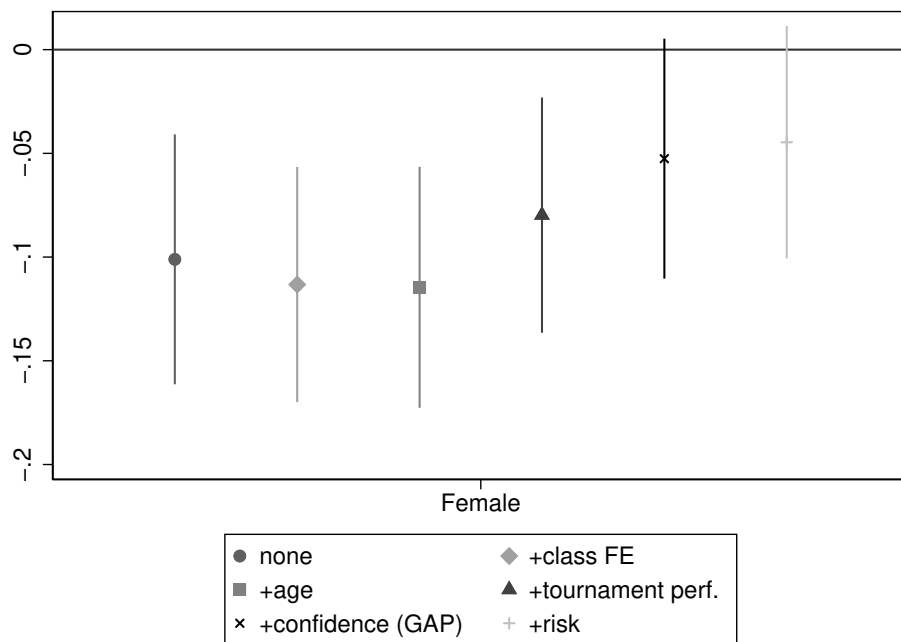 0
-.05
-.1
-.15
-.2
Female
none
+class FE
+age
+tournament perf.
+confidence (GAP)
+risk